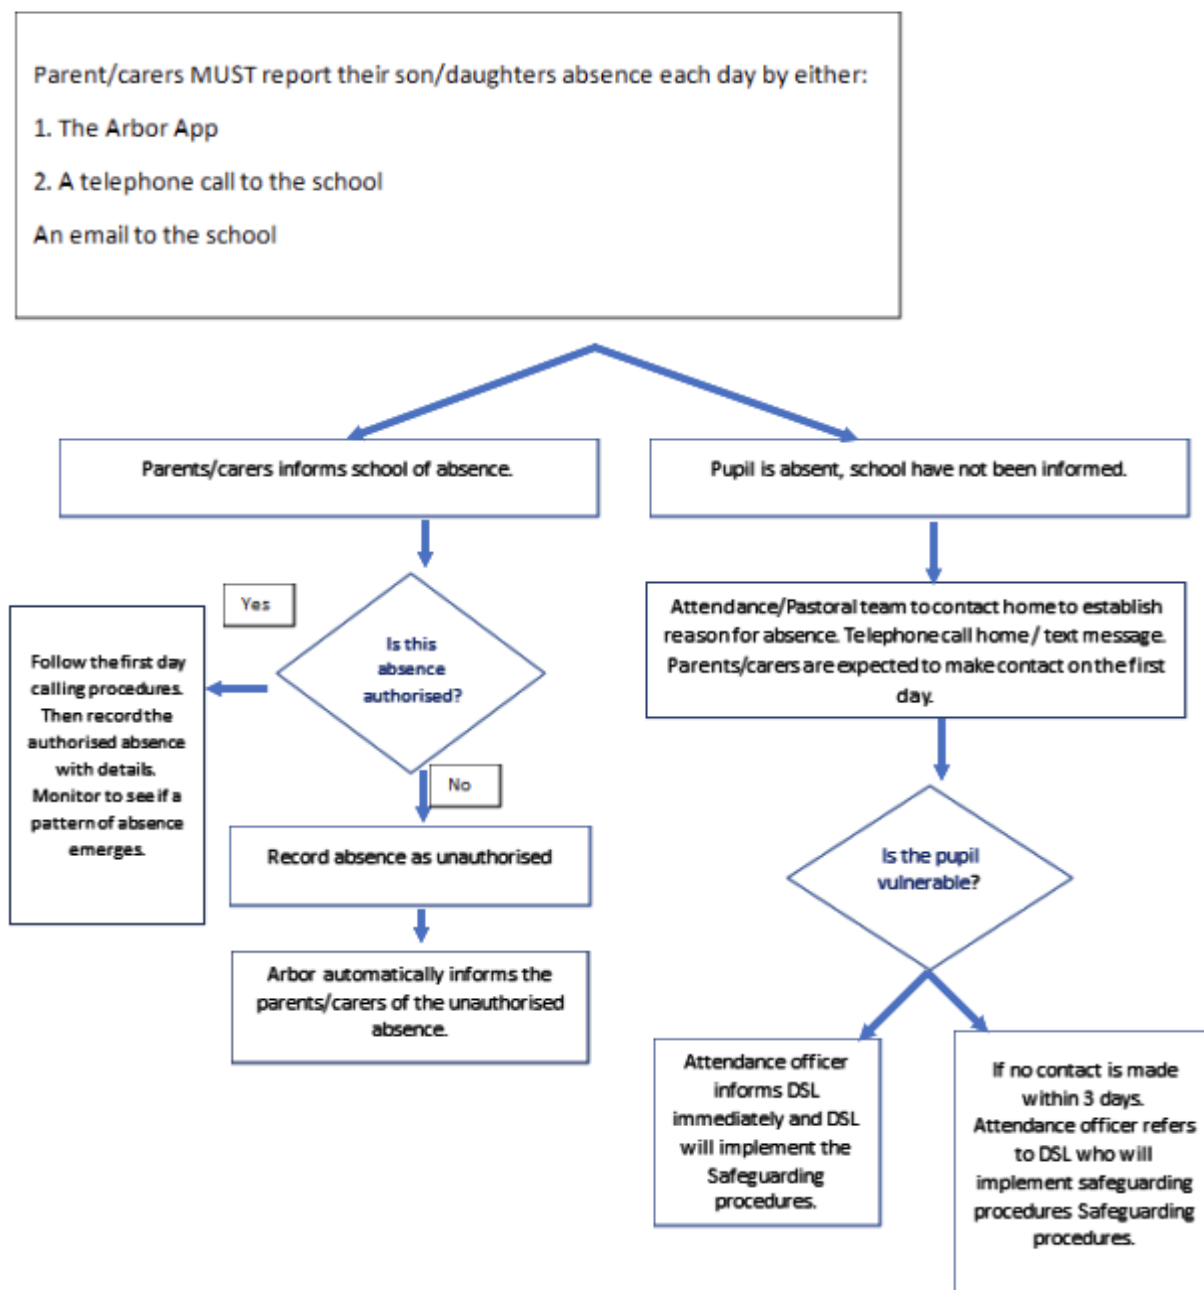 Parent/carers MUST report their son/daughters absence each day by either:
1. The Arbor App
2. A telephone call to the school
An email to the school
Parents/carers informs school of absence.
Pupil is absent, school have not been informed.
Yes
Is this
absence
authorised?
Follow the first day
calling procedures.
Then record the
authorised absence
with details.
Monitor to see if a
pattern of absence
emerges.
No
Record absence as unauthorised
Arbor automatically informs the
parents/carers of the unauthorised
absence.
Attendance/Pastoral team to contact home to establish
reason for absence. Telephone call home / text message.
Parents/carers are expected to make contact on the first
day.
Is the pupil
vulnerable?
Attendance officer
informs DSL
immediately and DSL
will implement the
Safeguarding
procedures.
If no contact is made
within 3 days.
Attendance officer refers
to DSL who will
implement safeguarding
procedures Safeguarding
procedures.